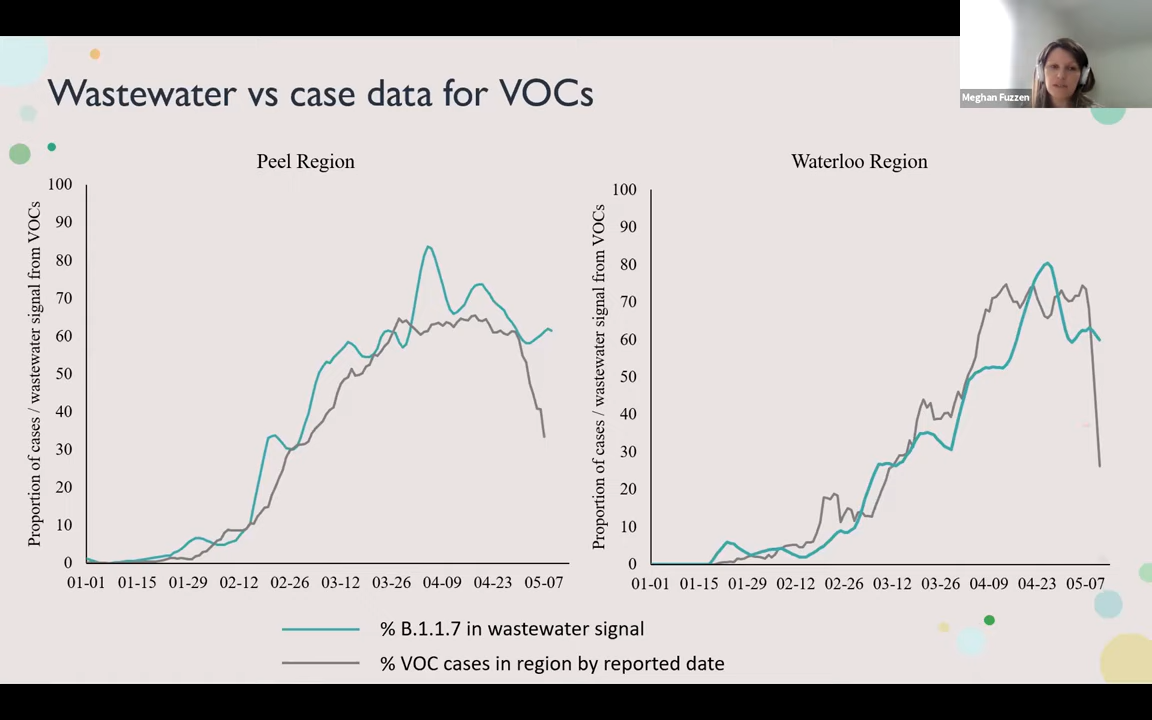 Meghan Fuzzen
Wastewater vs case data for VOCs
Peel Region
Proportion of cases / wastewater signal from VOCs
100
90
80
70
60
50
40
30
20
10
0
01-01 01-15 01-29 02-12 02-26 03-12 03-26 04-09 04-23 05-07
Waterloo Region
Proportion of cases / wastewater signal from VOCs
100
90
80
70
60
50
40
30
20
10
0
01-01 01-15 01-29 02-12 02-26 03-12 03-26 04-09 04-23 05-07
% B.1.1.7 in wastewater signal
% VOC cases in region by reported date